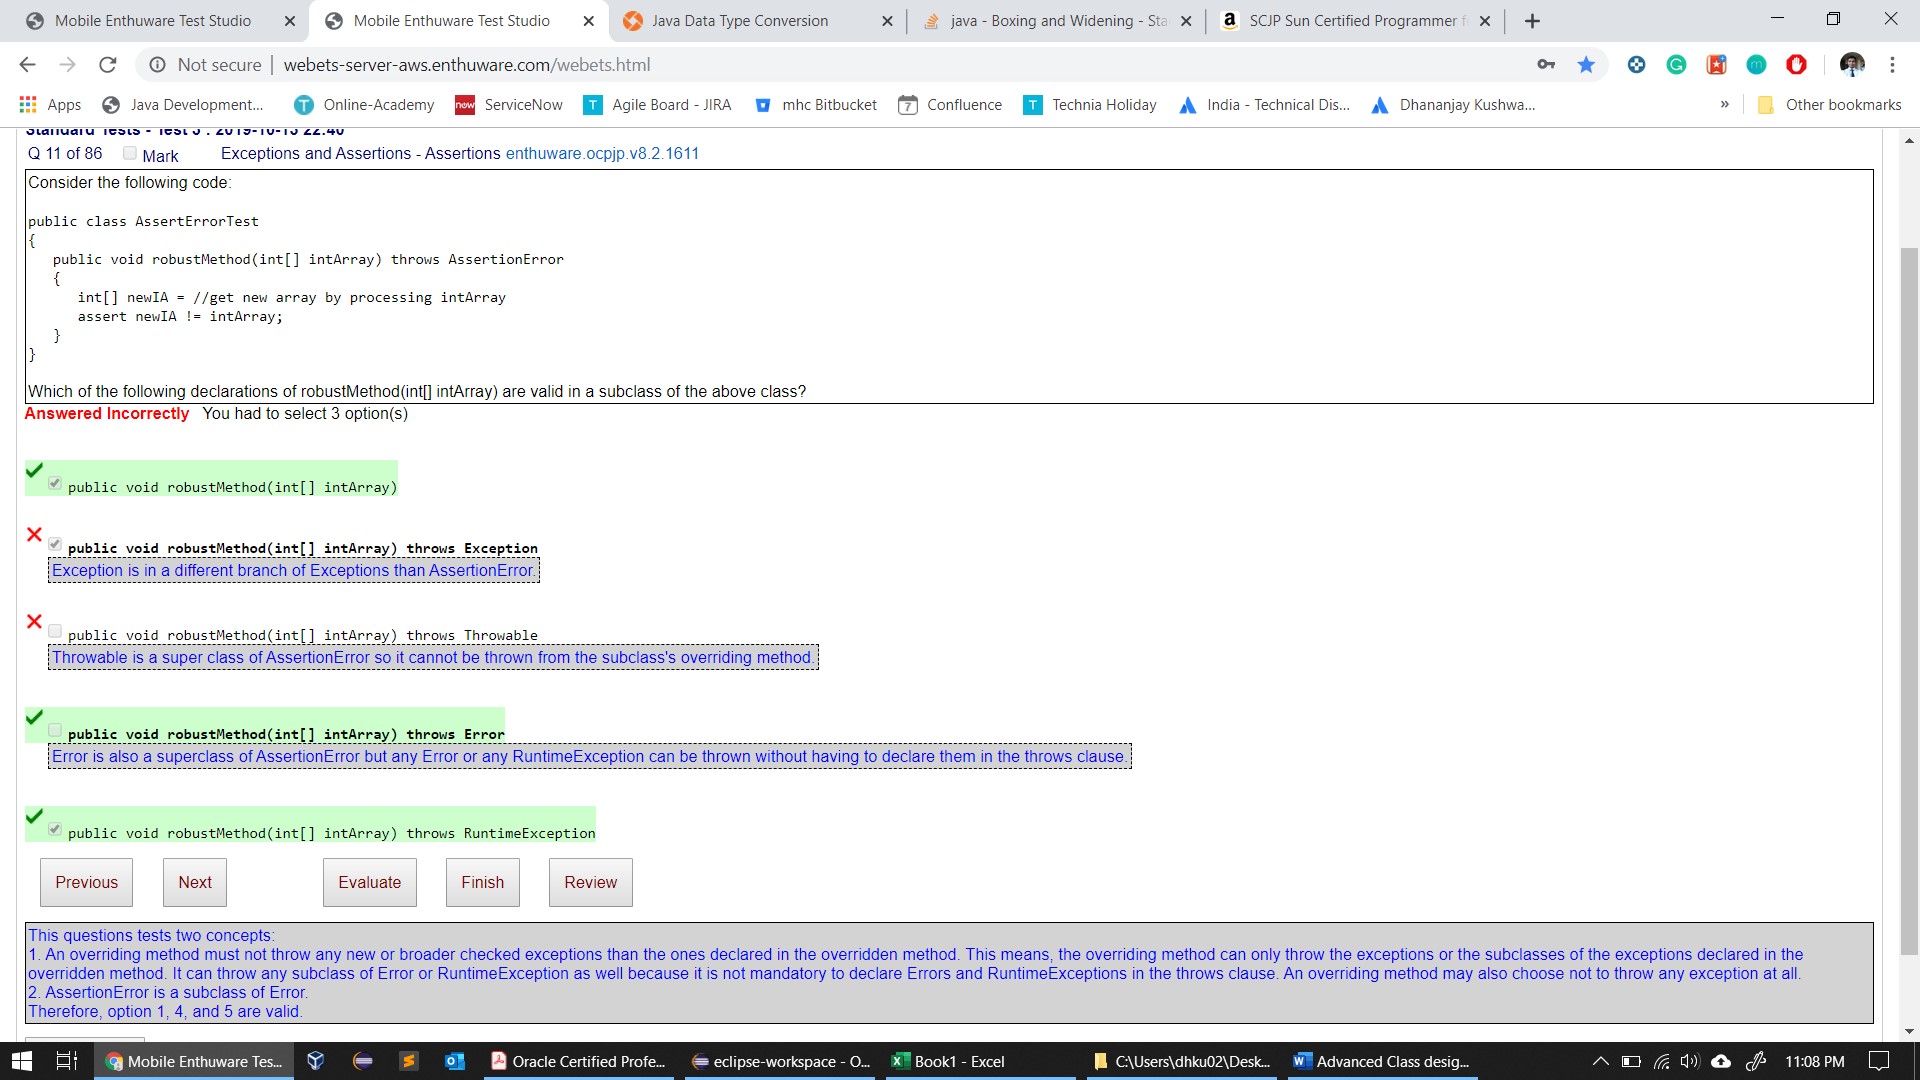 Mobile Enthuware Test Studio
Mobile Enthuware Test Studio
Java Data Type Conversion
java - Boxing and Widening - Sta
SCJP Sun Certified Programmer f
Not secure | webets-server-aws.enthuware.com/webets.html
Apps Java Development... Online-Academy ServiceNow Agile Board - JIRA mhc Bitbucket Confluence Technia Holiday India - Technical Dis... Dhananjay Kushwa... » Other bookmarks
Standard Tests - Test 5 : 2019-10-15 22:40
Q 11 of 86 Mark Exceptions and Assertions - Assertions enthuware.ocpjp.v8.2.1611
Consider the following code:
public class AssertErrorTest
{
public void robustMethod(int[] intArray) throws AssertionError
{
int[] newIA = //get new array by processing intArray
assert newIA != intArray;
}
}
Which of the following declarations of robustMethod(int[] intArray) are valid in a subclass of the above class?
Answered Incorrectly You had to select 3 option(s)
public void robustMethod(int[] intArray)
public void robustMethod(int[] intArray) throws Exception
Exception is in a different branch of Exceptions than AssertionError.
public void robustMethod(int[] intArray) throws Throwable
Throwable is a super class of AssertionError so it cannot be thrown from the subclass's overriding method.
public void robustMethod(int[] intArray) throws Error
Error is also a superclass of AssertionError but any Error or any RuntimeException can be thrown without having to declare them in the throws clause.
public void robustMethod(int[] intArray) throws RuntimeException
Previous Next Evaluate Finish Review
This questions tests two concepts:
1. An overriding method must not throw any new or broader checked exceptions than the ones declared in the overridden method. This means, the overriding method can only throw the exceptions or the subclasses of the exceptions declared in the
overridden method. It can throw any subclass of Error or RuntimeException as well because it is not mandatory to declare Errors and RuntimeExceptions in the throws clause. An overriding method may also choose not to throw any exception at all.
2. AssertionError is a subclass of Error.
Therefore, option 1, 4, and 5 are valid.
Mobile Enthuware Tes... Oracle Certified Profe... eclipse-workspace - O... Book1 - Excel C:\Users\dhku02\Desk... Advanced Class desig... 11:08 PM